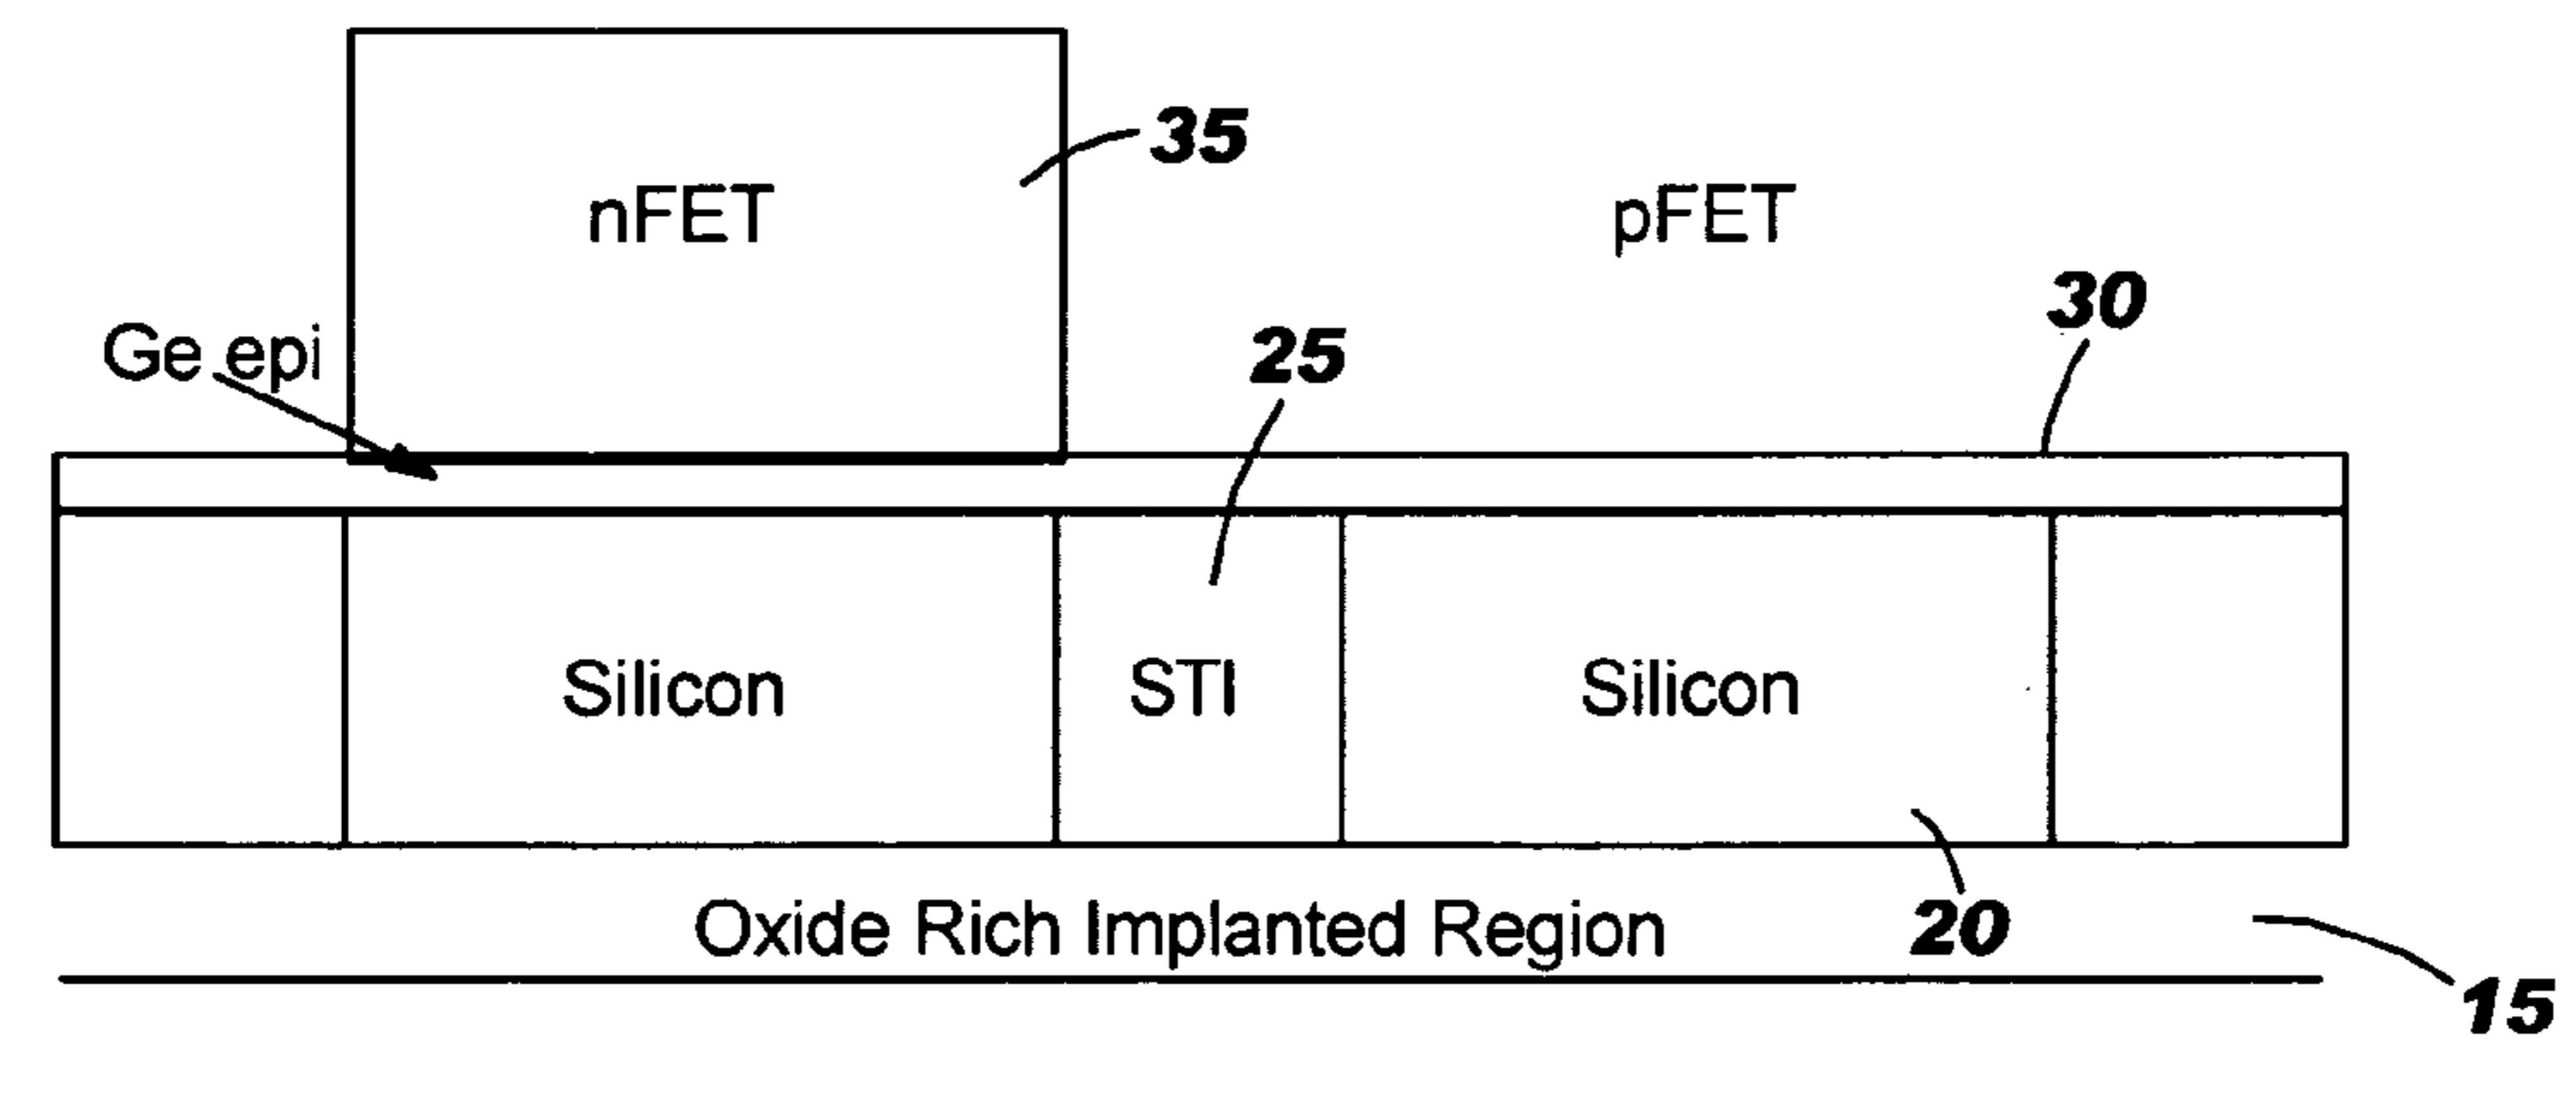 35
nFET
pFET
30
Ge epi
25
Silicon
STI
Silicon
Oxide Rich Implanted Region
20
15